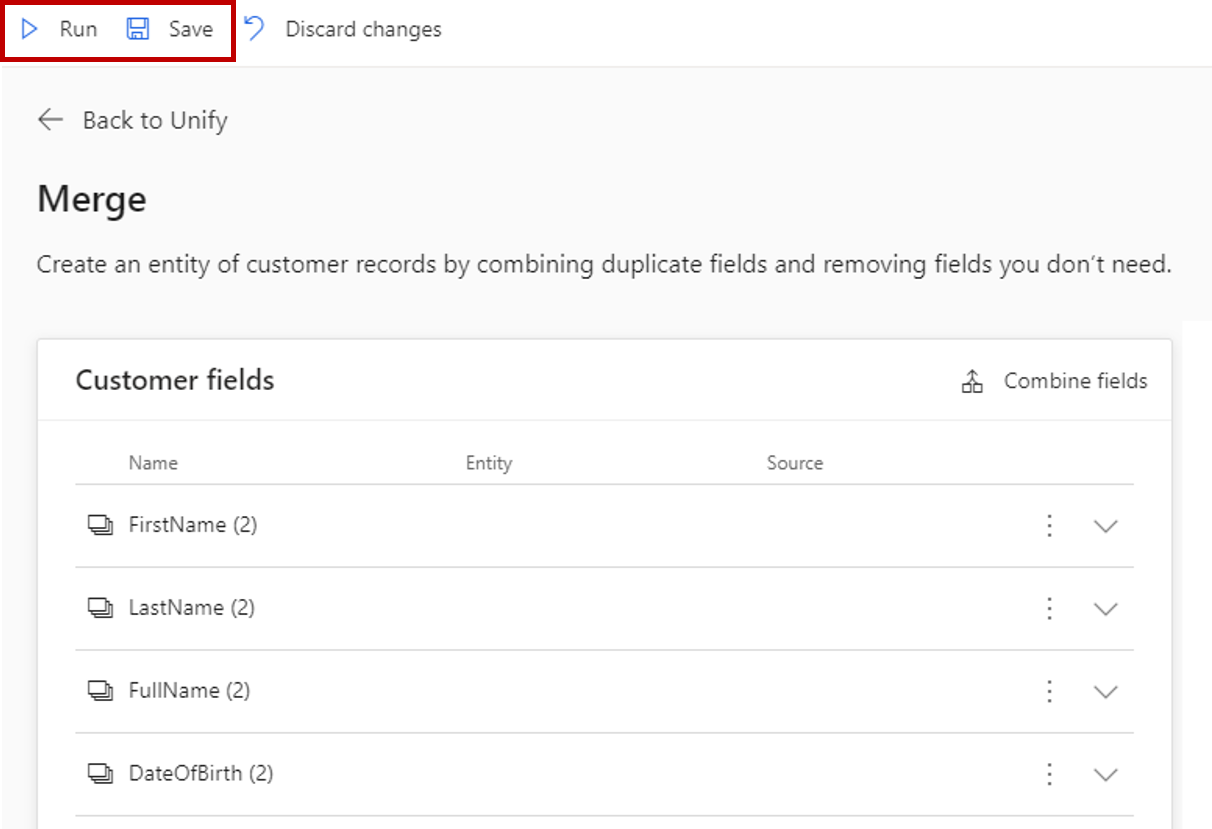 Run Save Discard changes
Back to Unify
Merge
Create an entity of customer records by combining duplicate fields and removing fields you don't need.
Customer fields Combine fields
Name Entity Source
FirstName (2)
LastName (2)
FullName (2)
DateOfBirth (2)